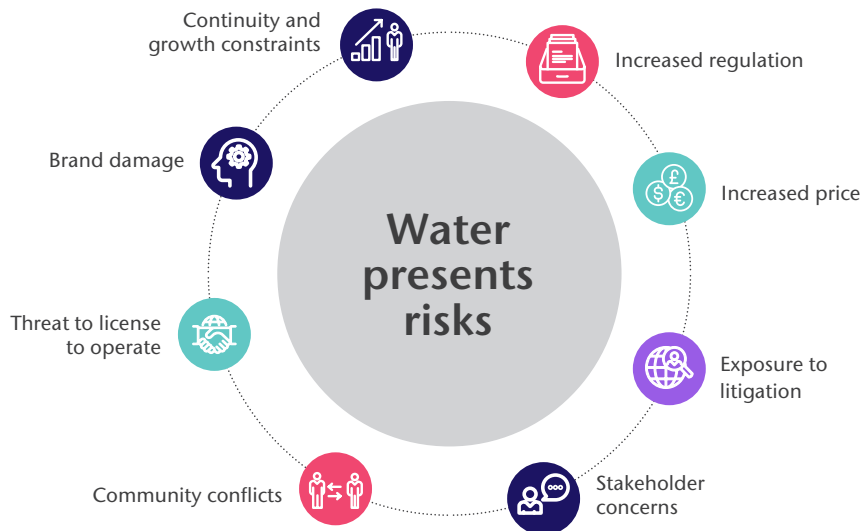 Continuity and
growth constraints
Increased regulation
Brand damage
£
$
€
Increased price
Water
presents
risks
Threat to license
to operate
Exposure to
litigation
Community conflicts
Stakeholder
concerns